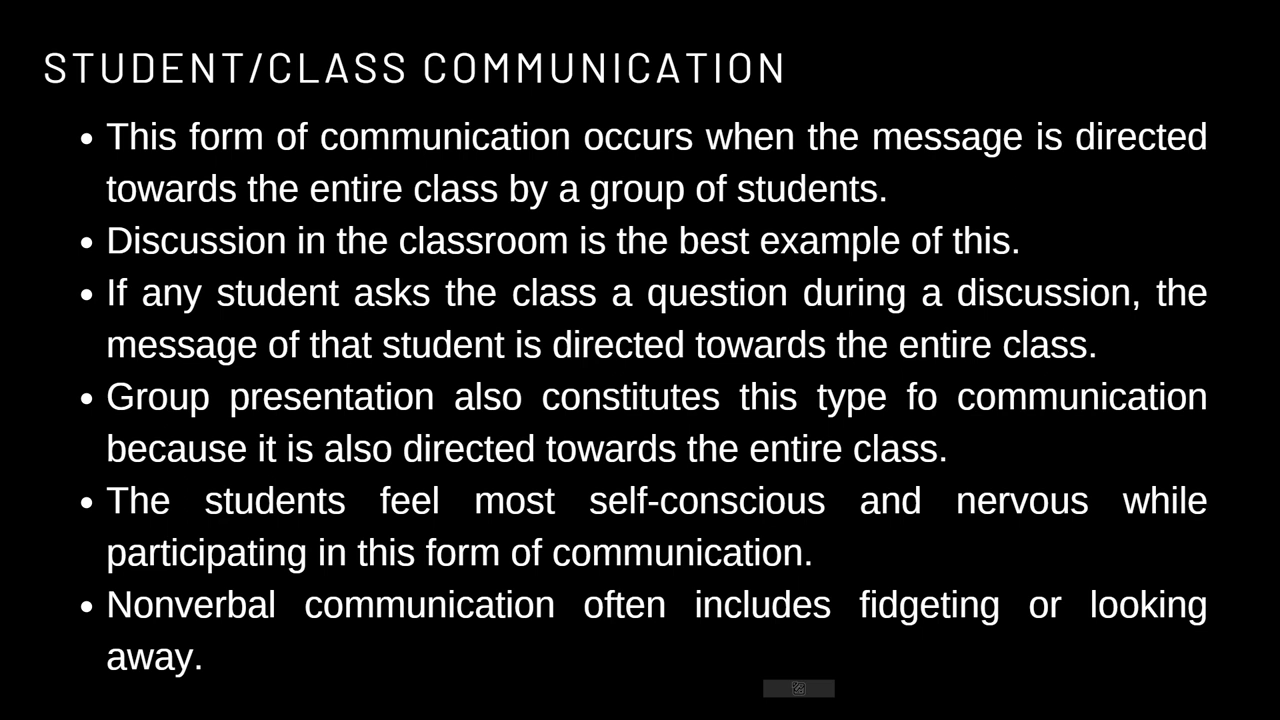 STUDENT/CLASS COMMUNICATION
• This form of communication occurs when the message is directed
towards the entire class by a group of students.
• Discussion in the classroom is the best example of this.
• If any student asks the class a question during a discussion, the
message of that student is directed towards the entire class.
• Group presentation also constitutes this type fo communication
because it is also directed towards the entire class.
• The students feel most self-conscious and nervous while
participating in this form of communication.
• Nonverbal communication often includes fidgeting or looking
away.